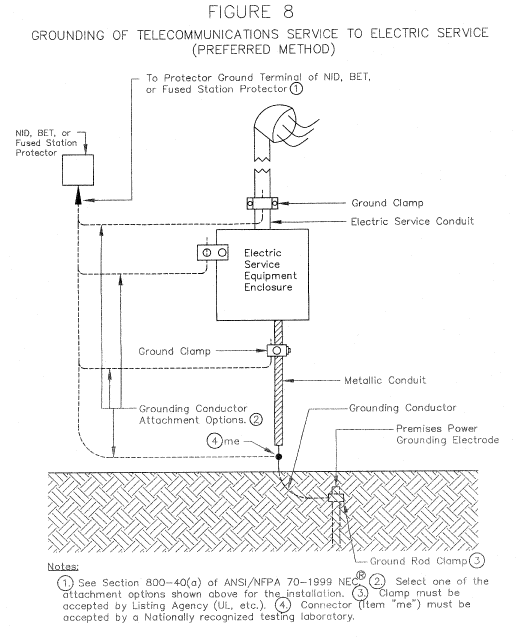 FIGURE 8
GROUNDING OF TELECOMMUNICATIONS SERVICE TO ELECTRIC SERVICE
(PREFERRED METHOD)
To Protector Ground Terminal of NID, BET,
or Fused Station Protector 1
NID, BET, or
Fused Station
Protector
Ground Clamp
Electric Service Conduit
Electric
Service
Equipment
Enclosure
Ground Clamp
Metallic Conduit
Grounding Conductor
Attachment Options. 2
Grounding Conductor
4 me
Premises Power
Grounding Electrode
Ground Rod Clamp 3
Notes:
1. See Section 800-40(a) of ANSI/NFPA 70-1999 NEC® 2. Select one of the
attachment options shown above for the installation. 3. Clamp must be
accepted by Listing Agency (UL, etc.). 4. Connector (Item "me") must be
accepted by a Nationally recognized testing laboratory.